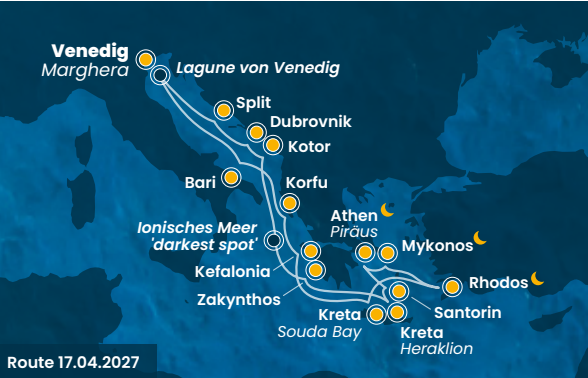 Venedig
Marghera
Lagune von Venedig
Split
Dubrovnik
Kotor
Bari
Korfu
Athen
Piräus
Ionisches Meer
'darkest spot'
Mykonos
Kefalonia
Rhodos
Zakynthos
Santorin
Kreta
Souda Bay
Kreta
Heraklion
Route 17.04.2027